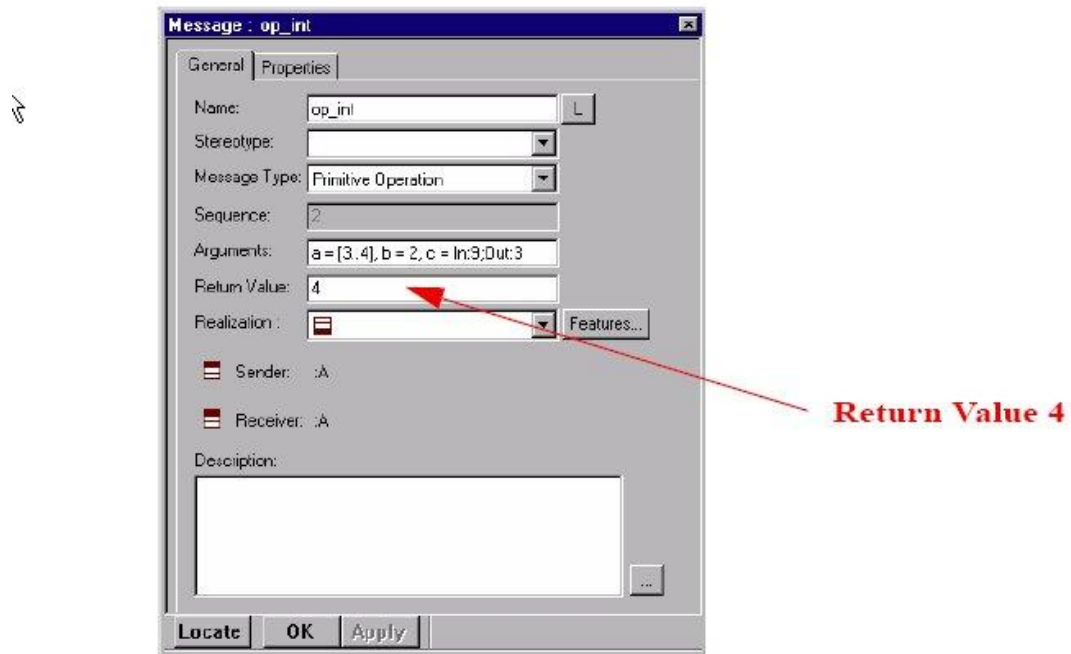 Message : op_int
General Properties
Name: op_int L
Stereotype:
Message Type: Primitive Operation
Sequence: 2
Arguments: a = [3..4], b = 2, c = In:9;Out:3
Return Value: 4
Realization : Features...
Sender: :A
Receiver: :A
Return Value 4
Description:
...
Locate OK Apply